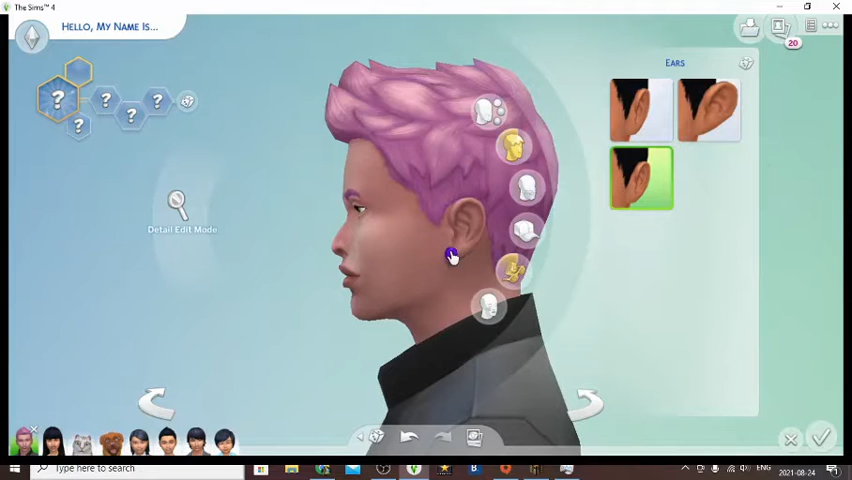 The Sims™ 4
HELLO, MY NAME IS...
20
EARS
?
? ? ?
?
?
Detail Edit Mode
Type here to search
B
ENG
2021-08-24